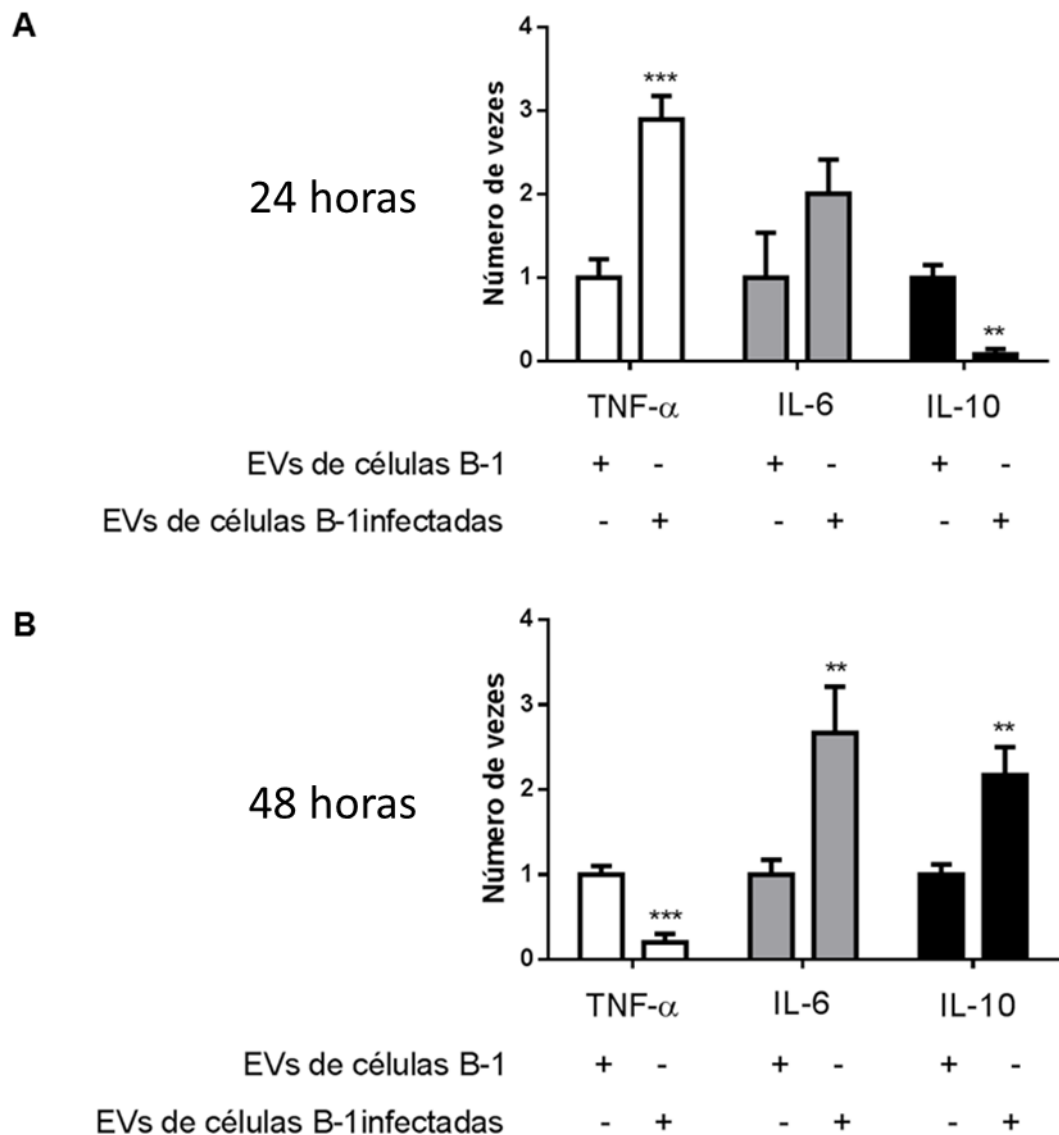 A
4
***
3
Número de vezes
24 horas
2
1
**
0
TNF-α IL-6 IL-10
EVs de células B-1 + - + - + -
EVs de células B-1infectadas - + - + - +
B
4
**
3
**
Número de vezes
48 horas
2
1
***
0
TNF-α IL-6 IL-10
EVs de células B-1 + - + - + -
EVs de células B-1infectadas - + - + - +